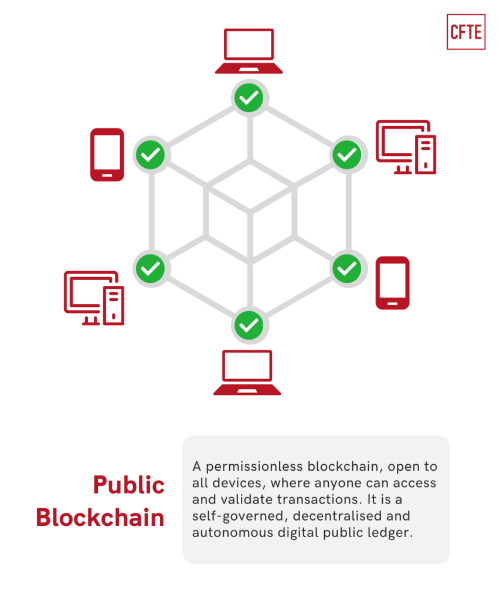 CFTE
Public
Blockchain
A permissionless blockchain, open to
all devices, where anyone can access
and validate transactions. It is a
self-governed, decentralised and
autonomous digital public ledger.